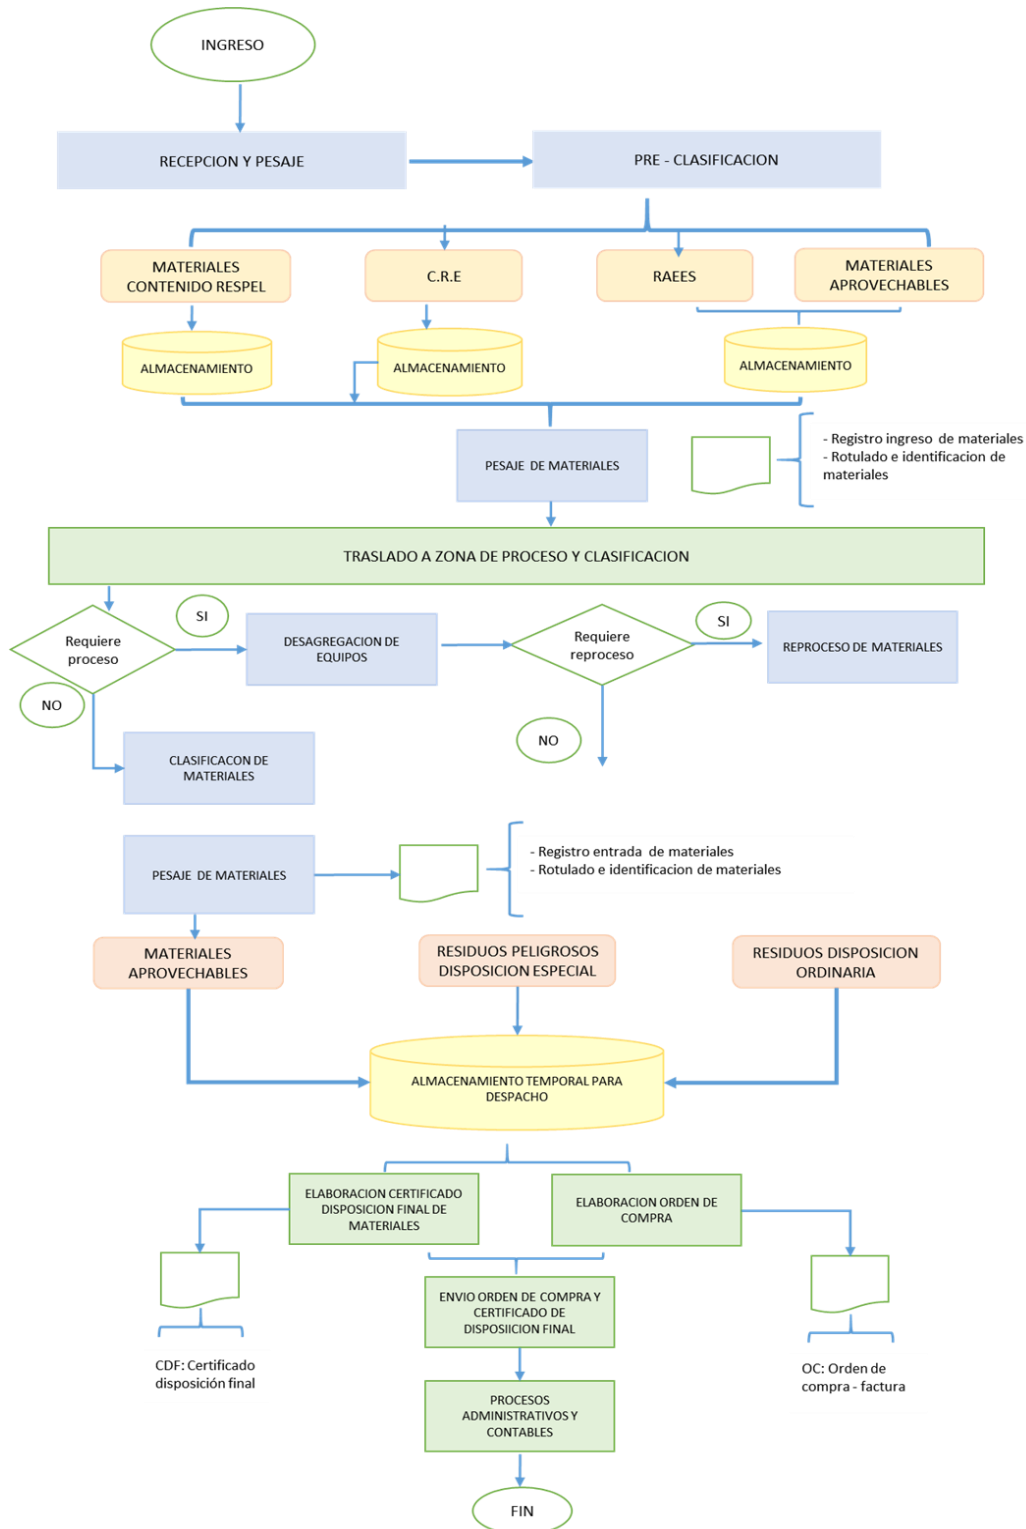 INGRESO
RECEPCION Y PESAJE
PRE - CLASIFICACION
MATERIALES
CONTENIDO RESPEL
C.R.E
RAEES
MATERIALES
APROVECHABLES
ALMACENAMIENTO
ALMACENAMIENTO
ALMACENAMIENTO
PESAJE DE MATERIALES
- Registro ingreso de materiales
- Rotulado e identificacion de
materiales
TRASLADO A ZONA DE PROCESO Y CLASIFICACION
Requiere
proceso
SI
DESAGREGACION DE
EQUIPOS
Requiere
reproceso
SI
REPROCESO DE MATERIALES
NO
NO
CLASIFICACON DE
MATERIALES
PESAJE DE MATERIALES
- Registro entrada de materiales
- Rotulado e identificacion de materiales
MATERIALES
APROVECHABLES
RESIDUOS PELIGROSOS
DISPOSICION ESPECIAL
RESIDUOS DISPOSICION
ORDINARIA
ALMACENAMIENTO TEMPORAL PARA
DESPACHO
ELABORACION CERTIFICADO
DISPOSICION FINAL DE
MATERIALES
ELABORACION ORDEN DE
COMPRA
ENVIO ORDEN DE COMPRA Y
CERTIFICADO DE
DISPOSIICION FINAL
CDF: Certificado
disposición final
OC: Orden de
compra - factura
PROCESOS
ADMINISTRATIVOS Y
CONTABLES
FIN